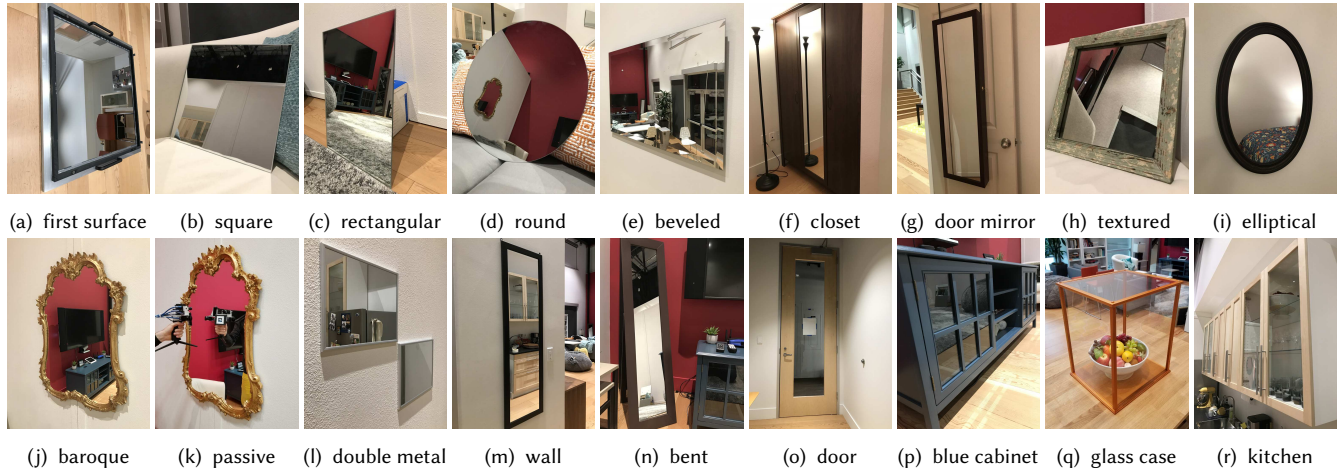 (a) first surface
(b) square
(c) rectangular
(d) round
(e) beveled
(f) closet
(g) door mirror
(h) textured
(i) elliptical
(j) baroque
(k) passive
(l) double metal
(m) wall
(n) bent
(o) door
(p) blue cabinet
(q) glass case
(r) kitchen